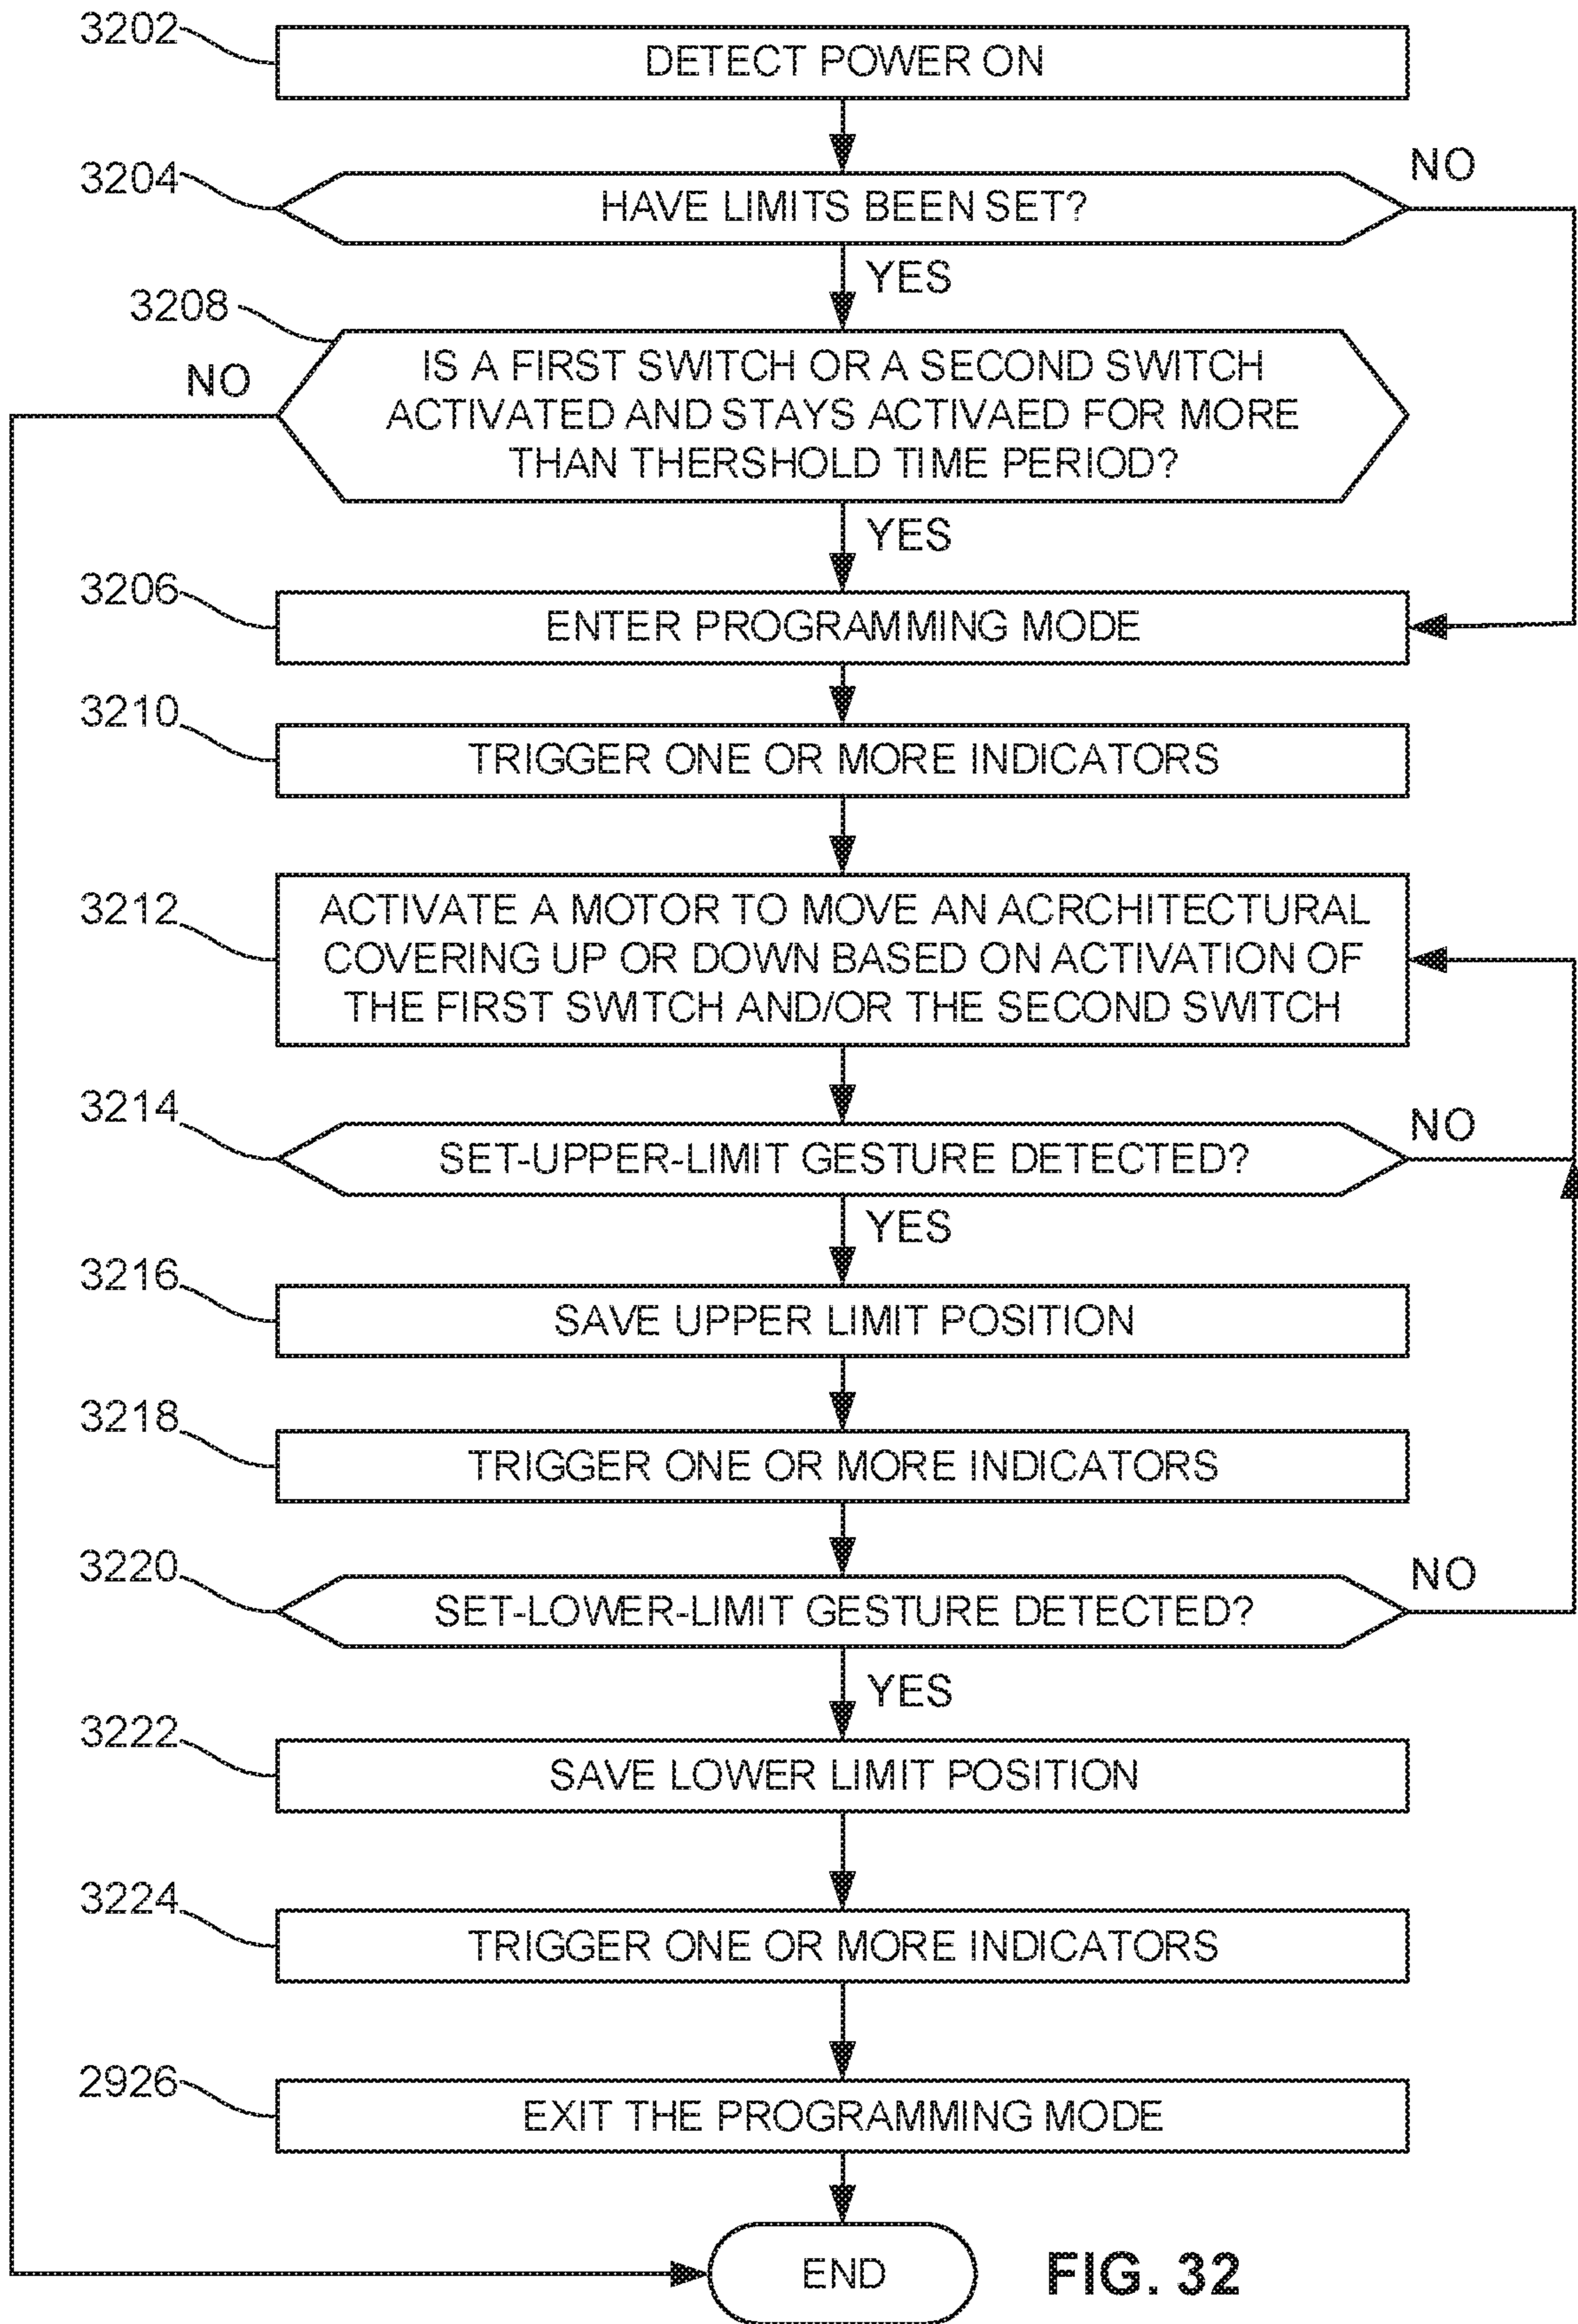 3202
DETECT POWER ON
3204
HAVE LIMITS BEEN SET?
NO
YES
3208
NO
IS A FIRST SWITCH OR A SECOND SWITCH
ACTIVATED AND STAYS ACTIVAED FOR MORE
THAN THERSHOLD TIME PERIOD?
YES
3206
ENTER PROGRAMMING MODE
3210
TRIGGER ONE OR MORE INDICATORS
3212
ACTIVATE A MOTOR TO MOVE AN ACRCHITECTURAL
COVERING UP OR DOWN BASED ON ACTIVATION OF
THE FIRST SWITCH AND/OR THE SECOND SWITCH
3214
SET-UPPER-LIMIT GESTURE DETECTED?
NO
YES
3216
SAVE UPPER LIMIT POSITION
3218
TRIGGER ONE OR MORE INDICATORS
3220
SET-LOWER-LIMIT GESTURE DETECTED?
NO
YES
3222
SAVE LOWER LIMIT POSITION
3224
TRIGGER ONE OR MORE INDICATORS
2926
EXIT THE PROGRAMMING MODE
END
FIG. 32